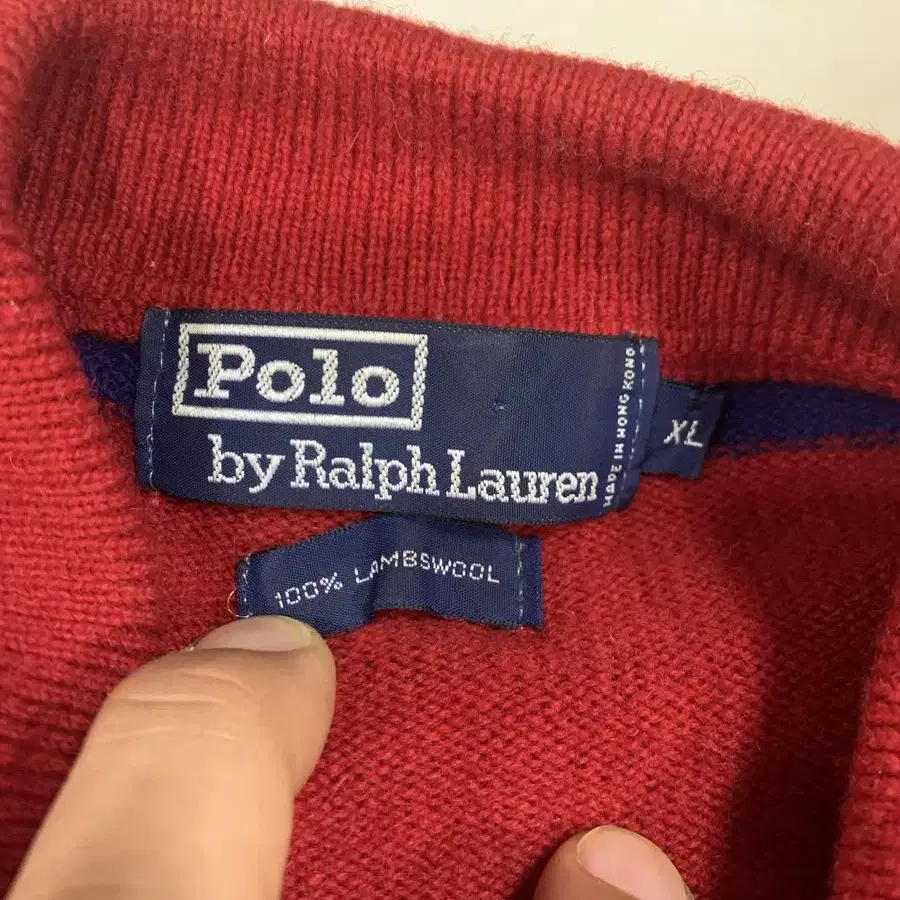 Polo
by Ralph Lauren
MADE IN HONG KONG
XL
100% LAMBSWOOL